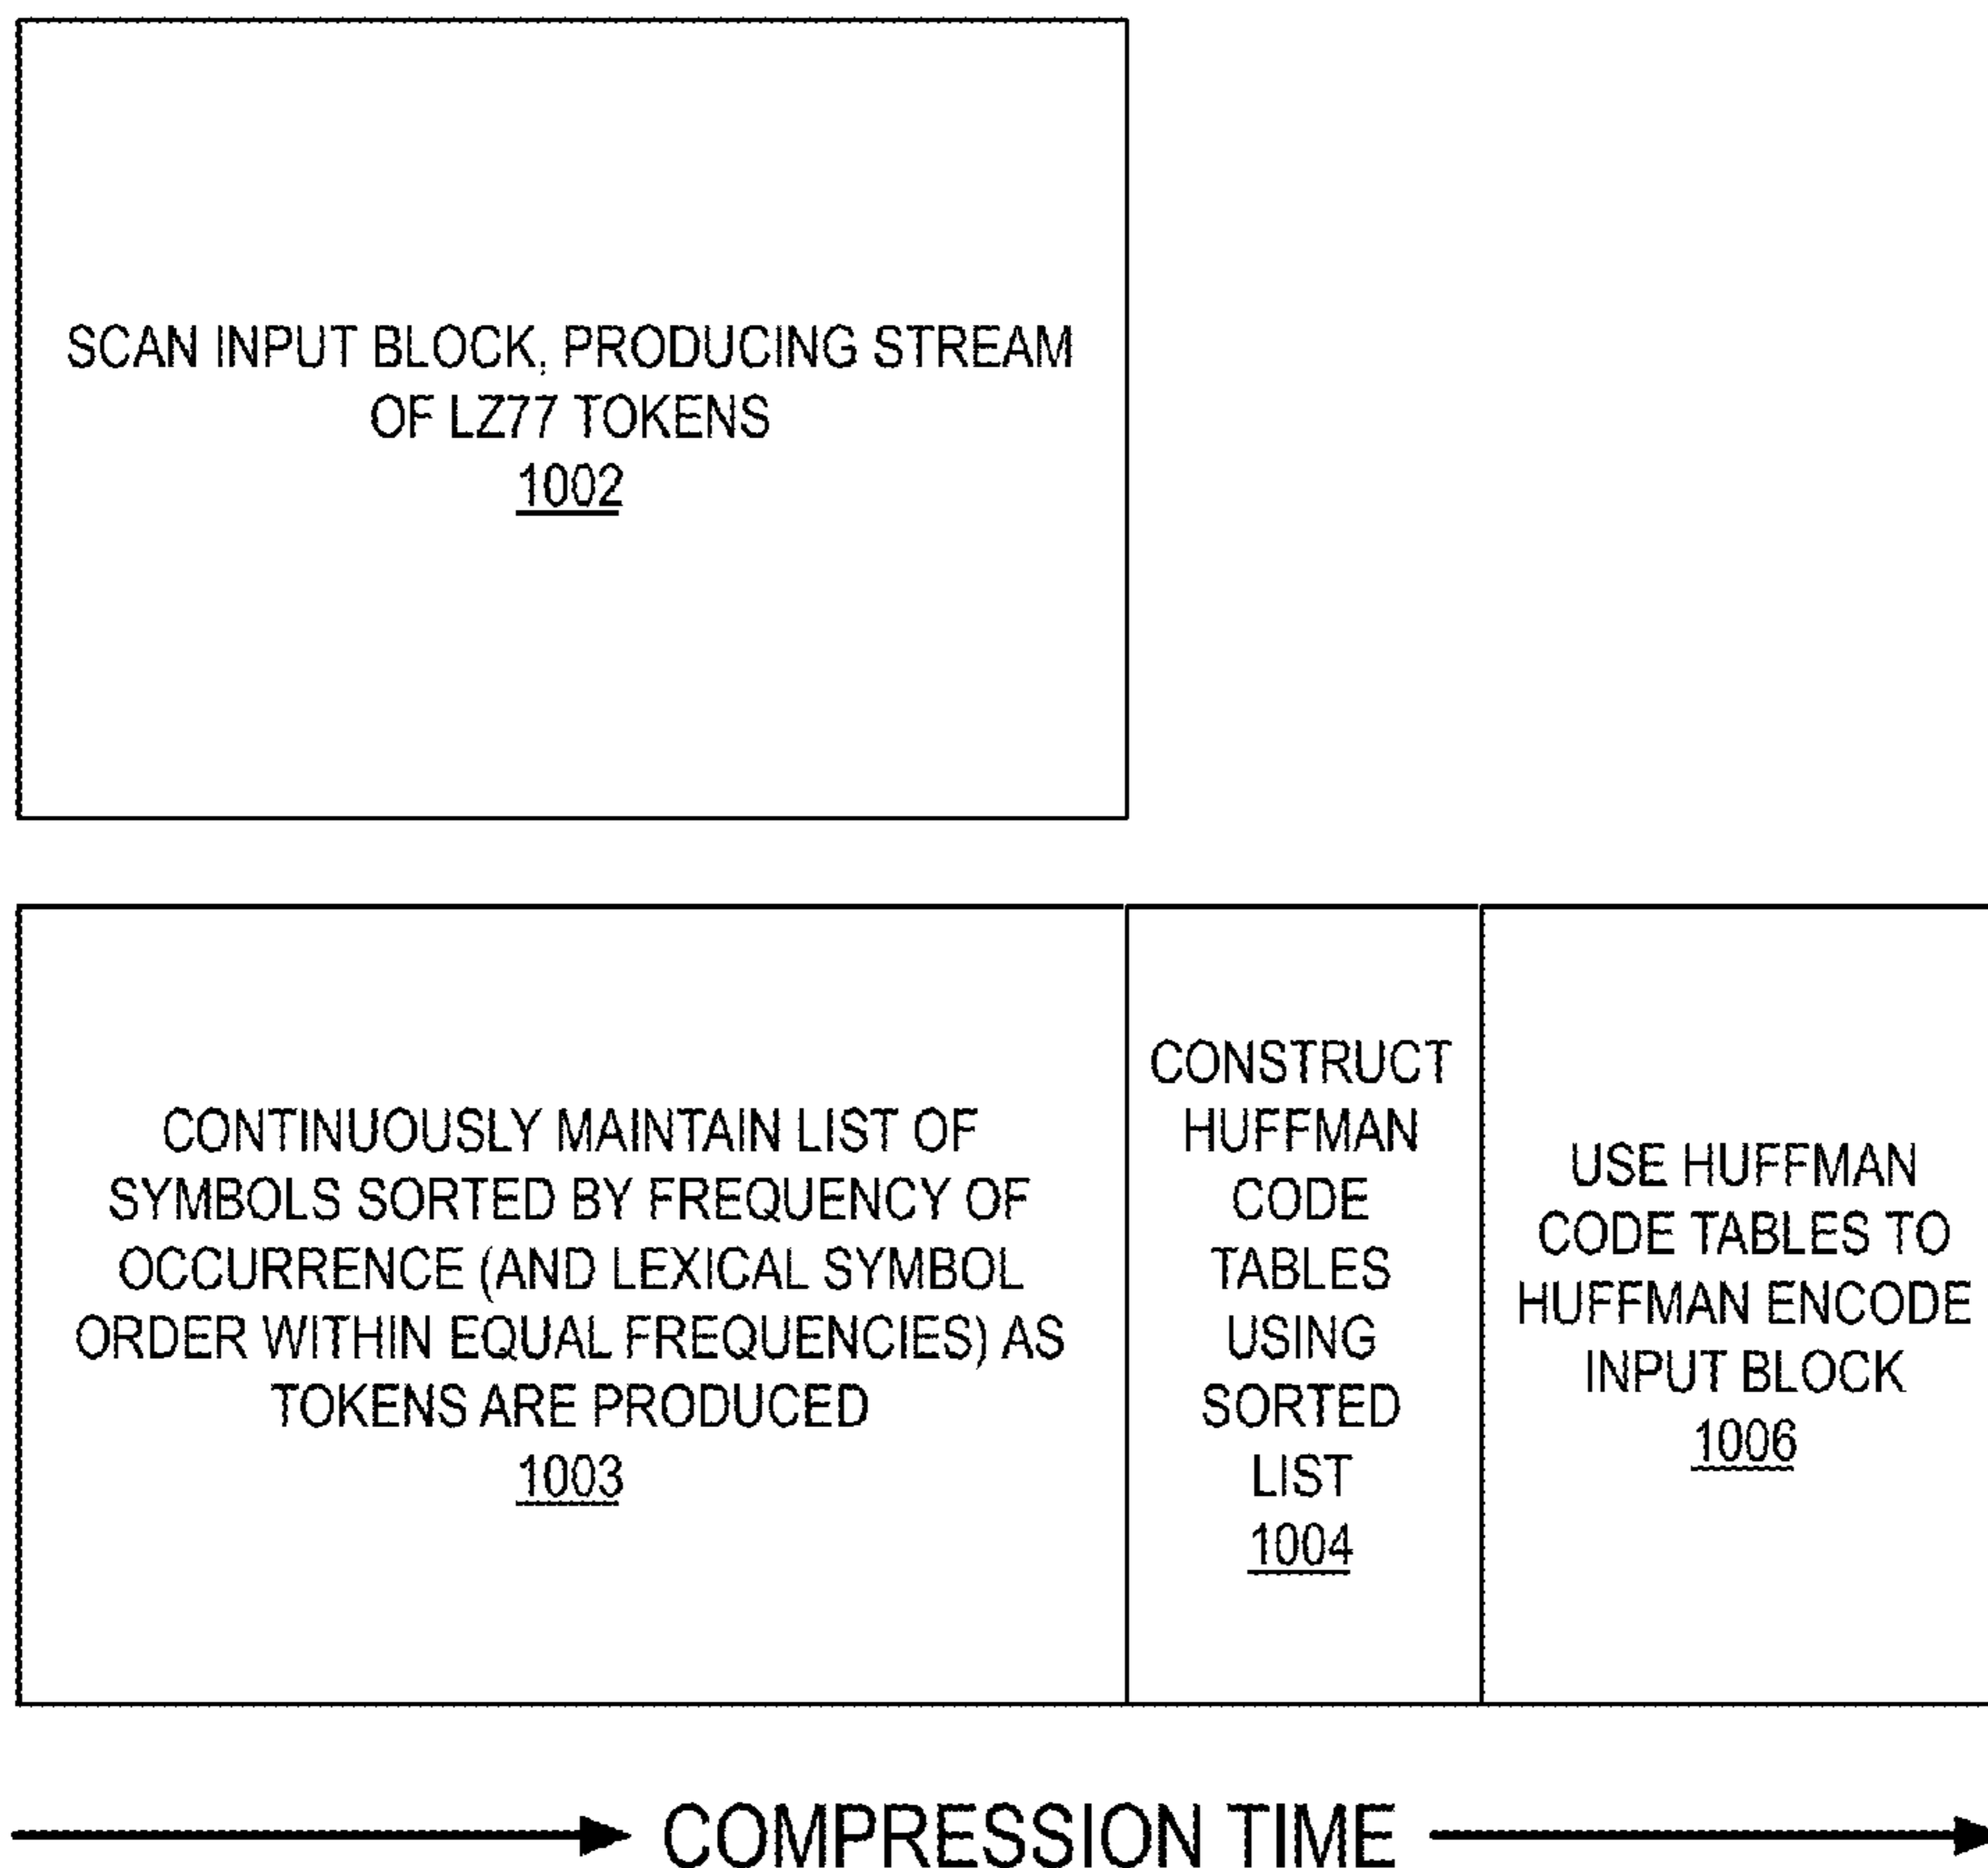 SCAN INPUT BLOCK, PRODUCING STREAM
OF LZ77 TOKENS
1002
CONTINUOUSLY MAINTAIN LIST OF
SYMBOLS SORTED BY FREQUENCY OF
OCCURRENCE (AND LEXICAL SYMBOL
ORDER WITHIN EQUAL FREQUENCIES) AS
TOKENS ARE PRODUCED
1003
CONSTRUCT
HUFFMAN
CODE
TABLES
USING
SORTED
LIST
1004
USE HUFFMAN
CODE TABLES TO
HUFFMAN ENCODE
INPUT BLOCK
1006
COMPRESSION TIME